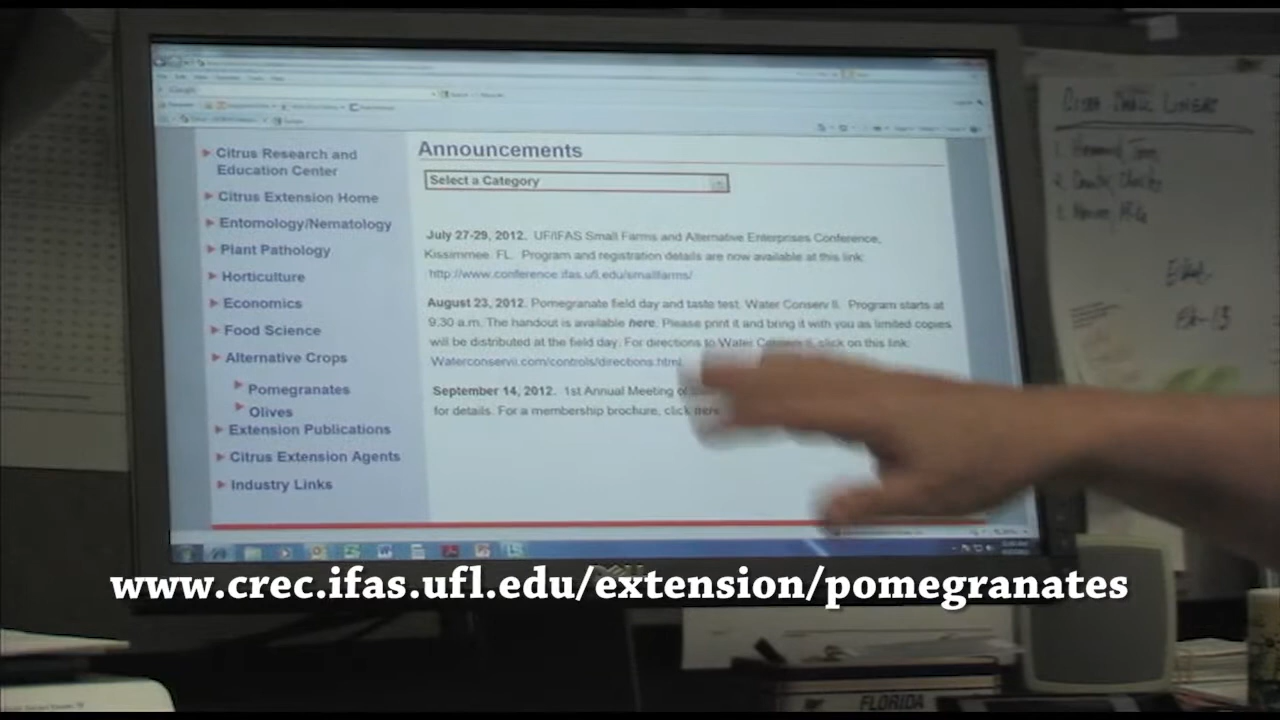 Citrus Research and
Education Center
Citrus Extension Home
Entomology/Nematology
Plant Pathology
Horticulture
Economics
Food Science
Alternative Crops
Pomegranates
Olives
Extension Publications
Citrus Extension Agents
Industry Links
Announcements
Select a Category
July 27-29, 2012. UF/IFAS Small Farms and Alternative Enterprises Conference,
Kissimmee, FL. Program and registration details are now available at this link:
http://www.conference.ifas.ufl.edu/smallfarms/
August 23, 2012. Pomegranate field day and taste test, Water Conserv II. Program starts at
9:30 a.m. The handout is available here. Please print it and bring it with you as limited copies
will be distributed at the field day. For directions to Water Conserv II, click on this link:
Waterconservii.com/controls/directions.html
September 14, 2012. 1st Annual Meeting of
for details. For a membership brochure, click here
www.crec.ifas.ufl.edu/extension/pomegranates
FLORIDA